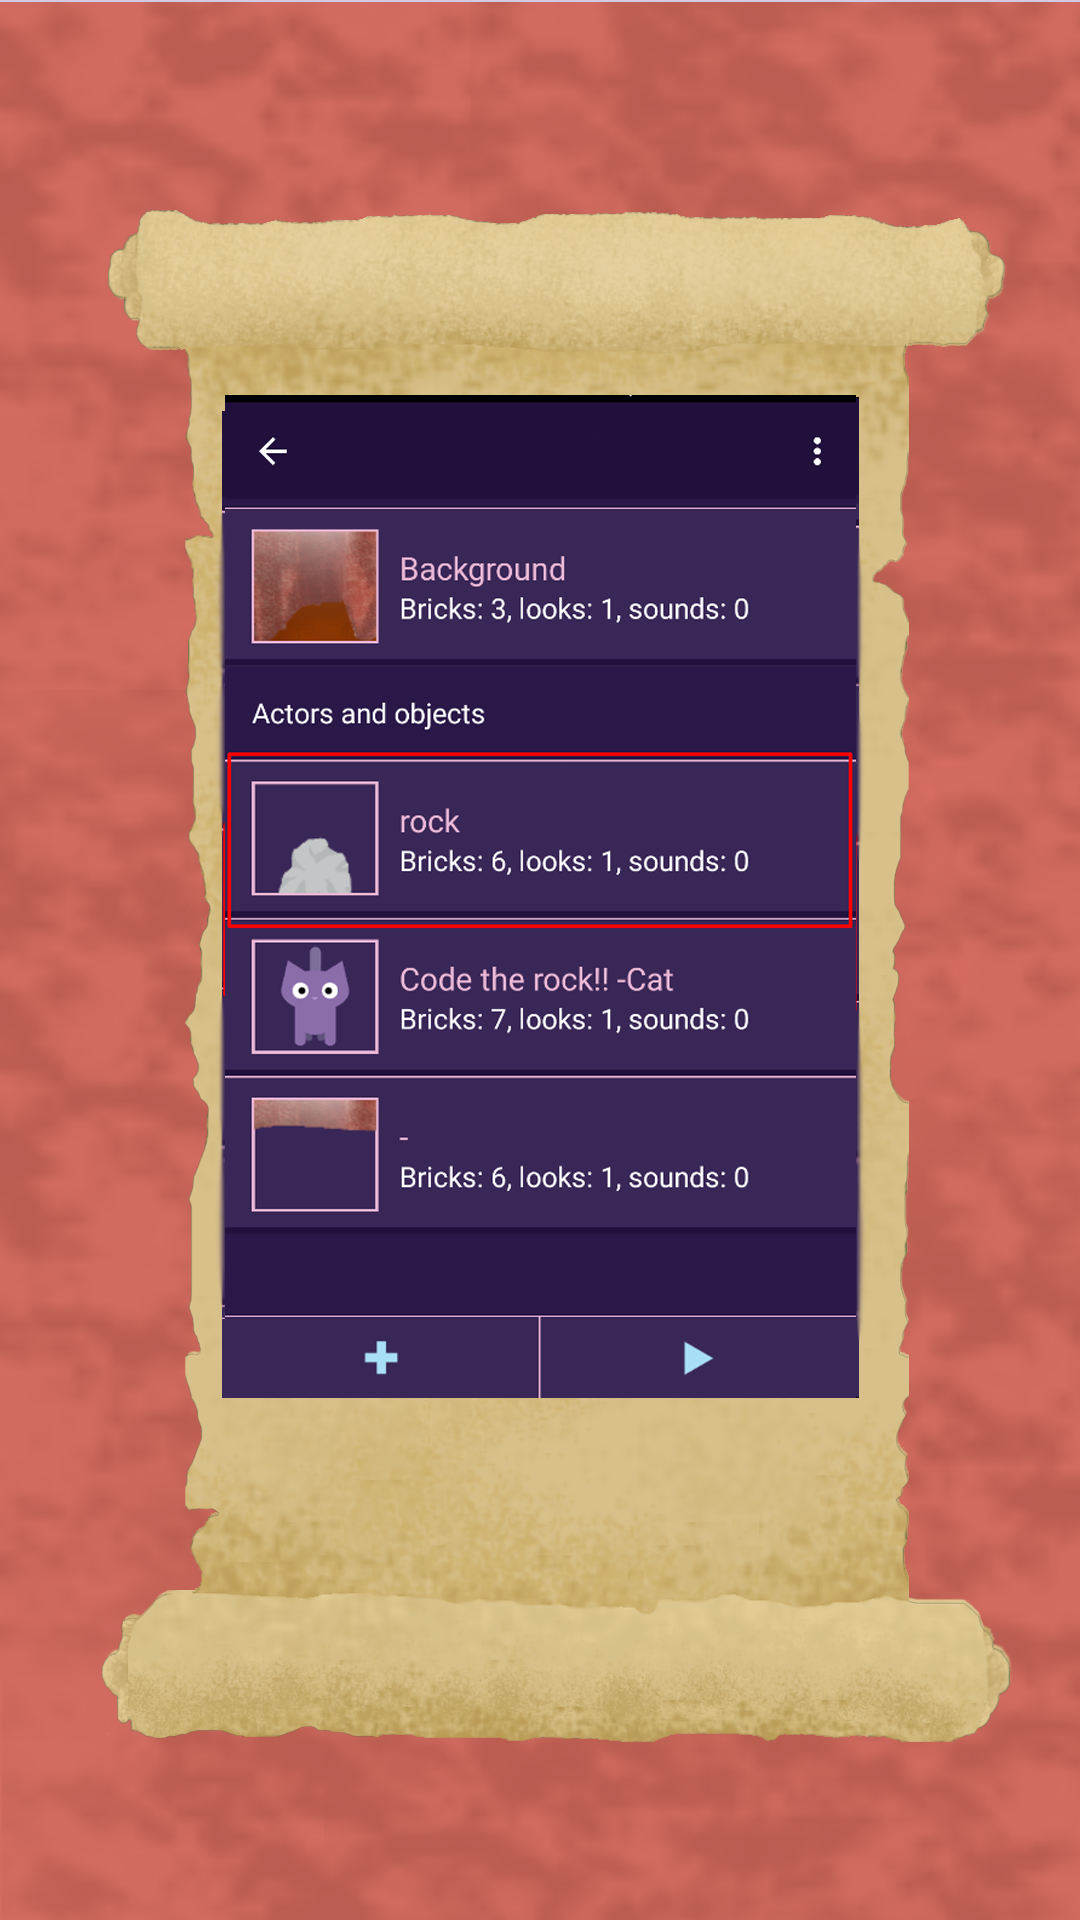 Background
Bricks: 3, looks: 1, sounds: 0
Actors and objects
rock
Bricks: 6, looks: 1, sounds: 0
Code the rock!! -Cat
Bricks: 7, looks: 1, sounds: 0
-
Bricks: 6, looks: 1, sounds: 0